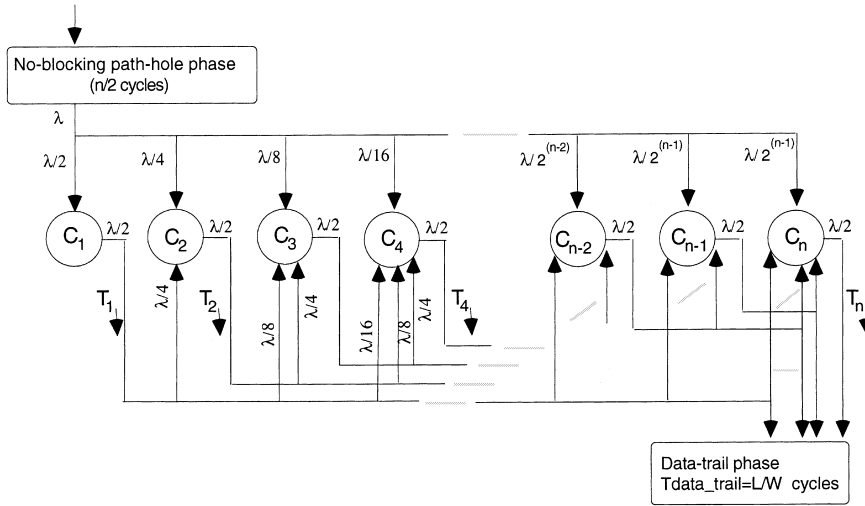 No-blocking path-hole phase
(n/2 cycles)
λ
λ/2 λ/4 λ/8 λ/16 λ/2^(n-2) λ/2^(n-1) λ/2^(n-1)
C1 λ/2 C2 λ/2 C3 λ/2 C4 λ/2 Cn-2 λ/2 Cn-1 λ/2 Cn λ/2
T1 λ/4 T2 λ/8 λ/4 λ/16 λ/8 λ/4 T4 Tn
Data-trail phase
Tdata_trail=L/W cycles